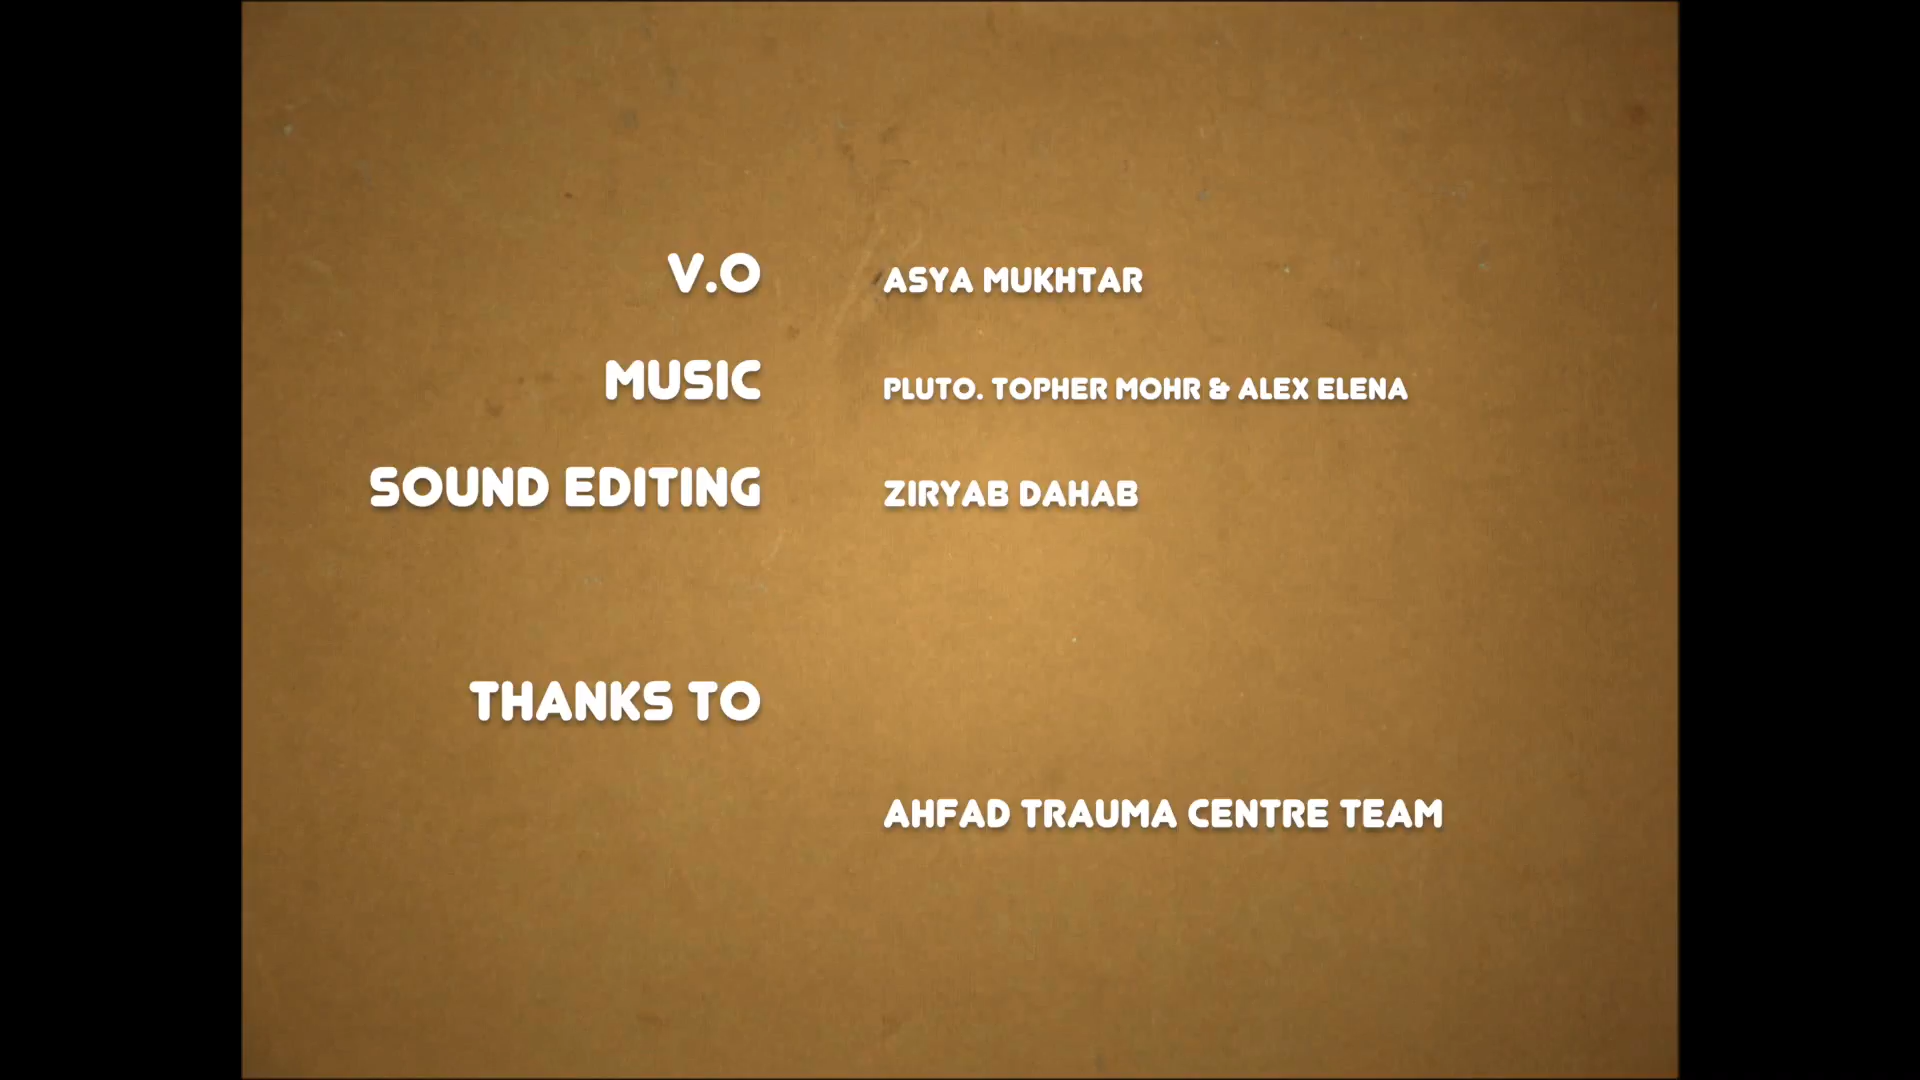 V.O ASYA MUKHTAR
MUSIC PLUTO. TOPHER MOHR & ALEX ELENA
SOUND EDITING ZIRYAB DAHAB
THANKS TO
AHFAD TRAUMA CENTRE TEAM